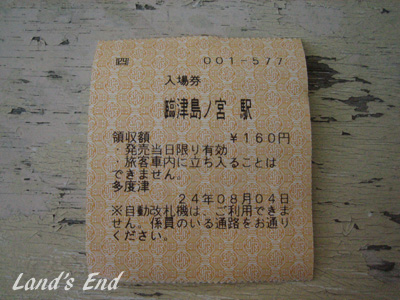 四 001-577
入場券
臨津島ノ宮 駅
領収額 ￥160円
・発売当日限り有効
・旅客車内に立ち入ることは
できません。
多度津
24年08月04日
※自動改札機は、ご利用できま
せん。係員のいる通路をお通り
ください。
Land's End